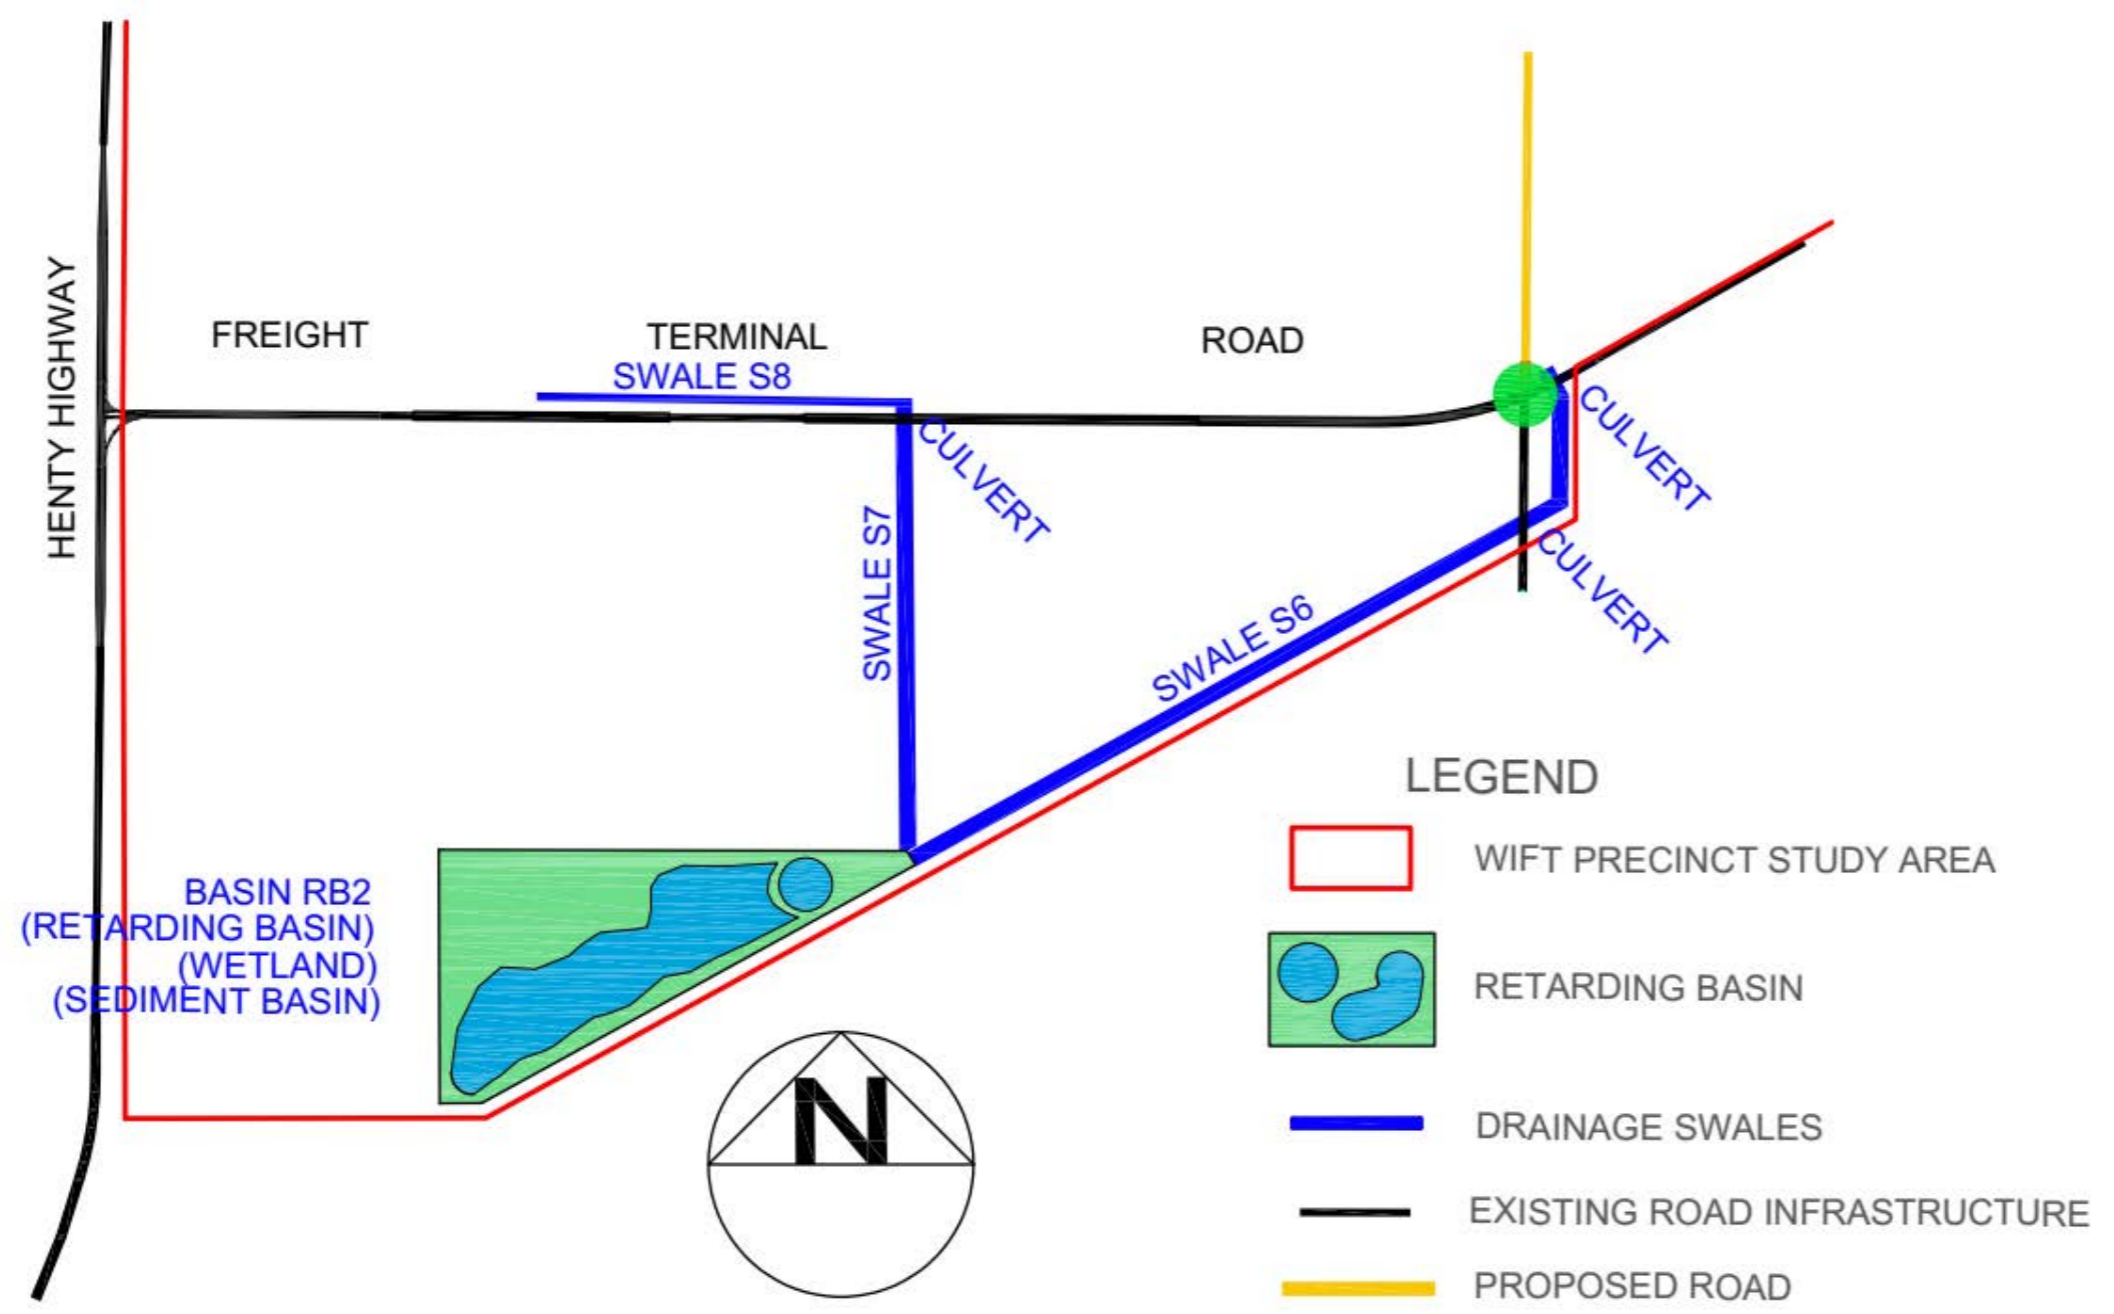 HENTY HIGHWAY
FREIGHT TERMINAL ROAD
SWALE S8
CULVERT
CULVERT
SWALE S7
CULVERT
SWALE S6
BASIN RB2
(RETARDING BASIN)
(WETLAND)
(SEDIMENT BASIN)
N
LEGEND
WIFT PRECINCT STUDY AREA
RETARDING BASIN
DRAINAGE SWALES
EXISTING ROAD INFRASTRUCTURE
PROPOSED ROAD